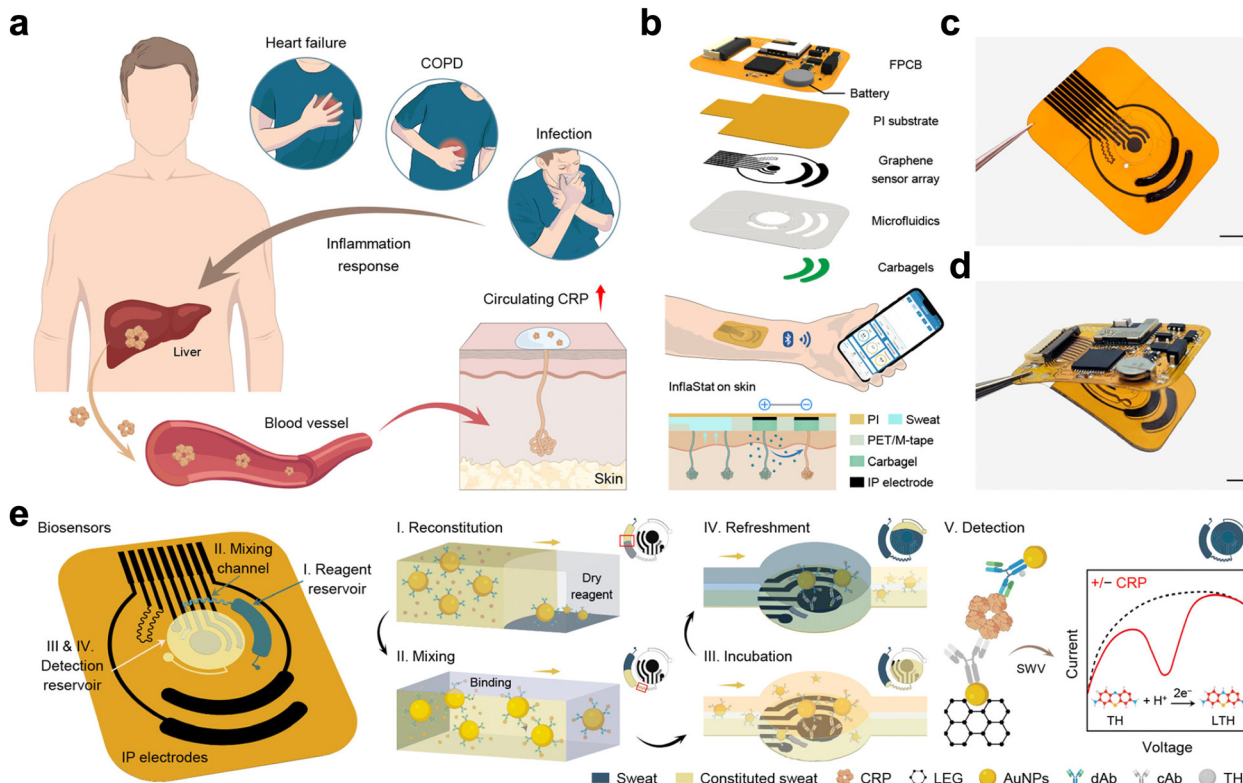 a
Heart failure
COPD
Infection
Inflammation
response
Circulating CRP
Liver
Blood vessel
Skin
b
FPCB
Battery
PI substrate
Graphene
sensor array
Microfluidics
Carbagels
InflaStat on skin
PI
Sweat
PET/M-tape
Carbagel
IP electrode
c
d
e
Biosensors
II. Mixing
channel
I. Reagent
reservoir
III & IV.
Detection
reservoir
IP electrodes
I. Reconstitution
Dry
reagent
II. Mixing
Binding
IV. Refreshment
III. Incubation
V. Detection
SWV
+/− CRP
Current
TH
+ H⁺
2e⁻
LTH
Voltage
Sweat
Constituted sweat
CRP
LEG
AuNPs
dAb
cAb
TH